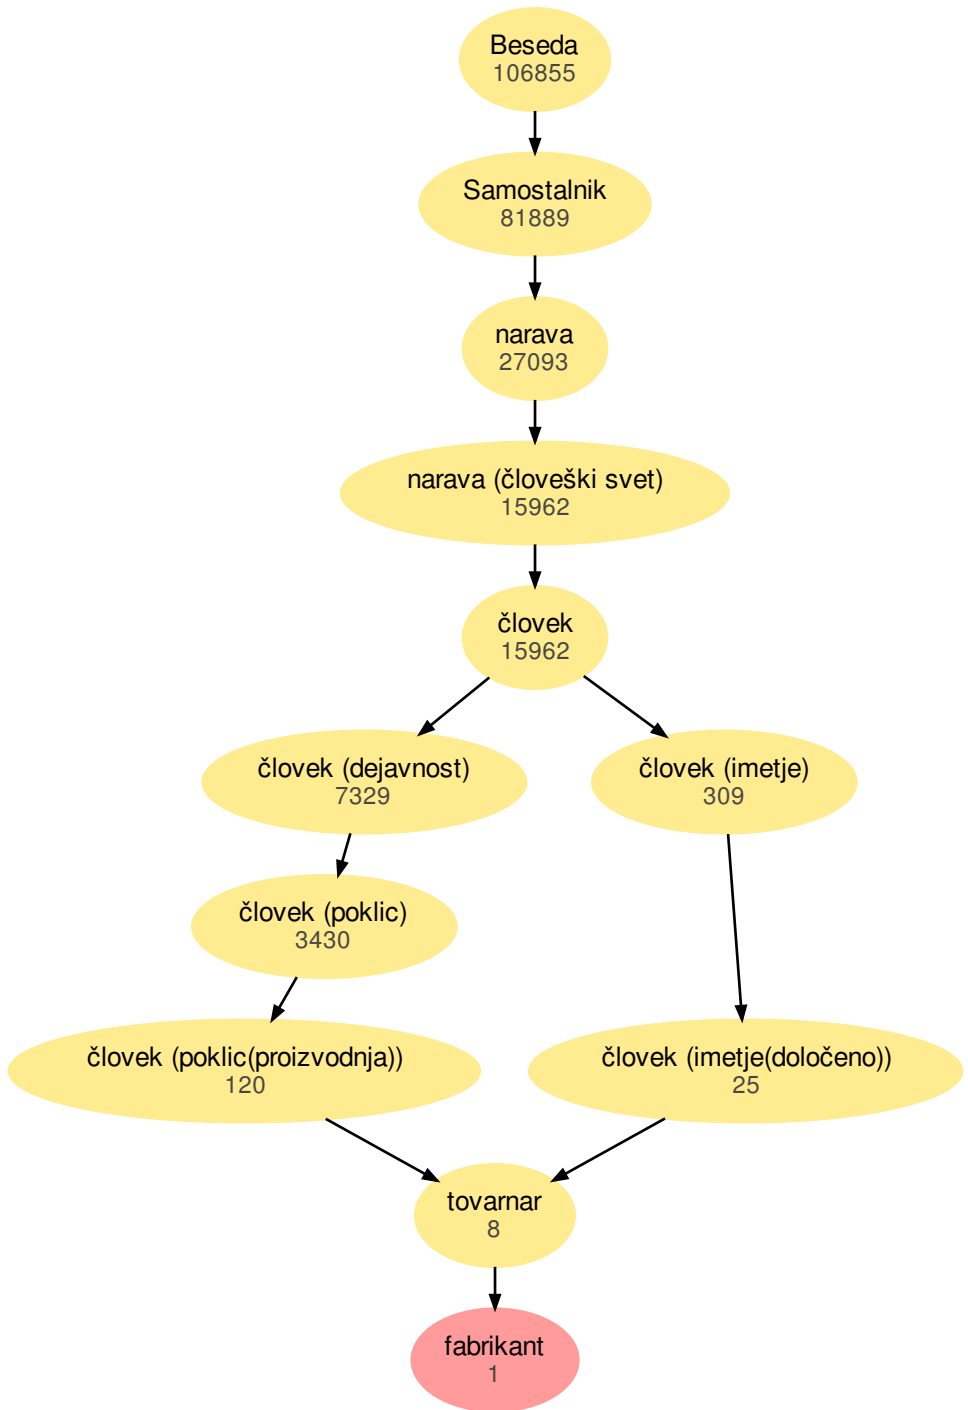 Beseda
106855
Samostalnik
81889
narava
27093
narava (človeški svet)
15962
človek
15962
človek (dejavnost)
7329
človek (imetje)
309
človek (poklic)
3430
človek (poklic(proizvodnja))
120
človek (imetje(določeno))
25
tovarnar
8
fabrikant
1